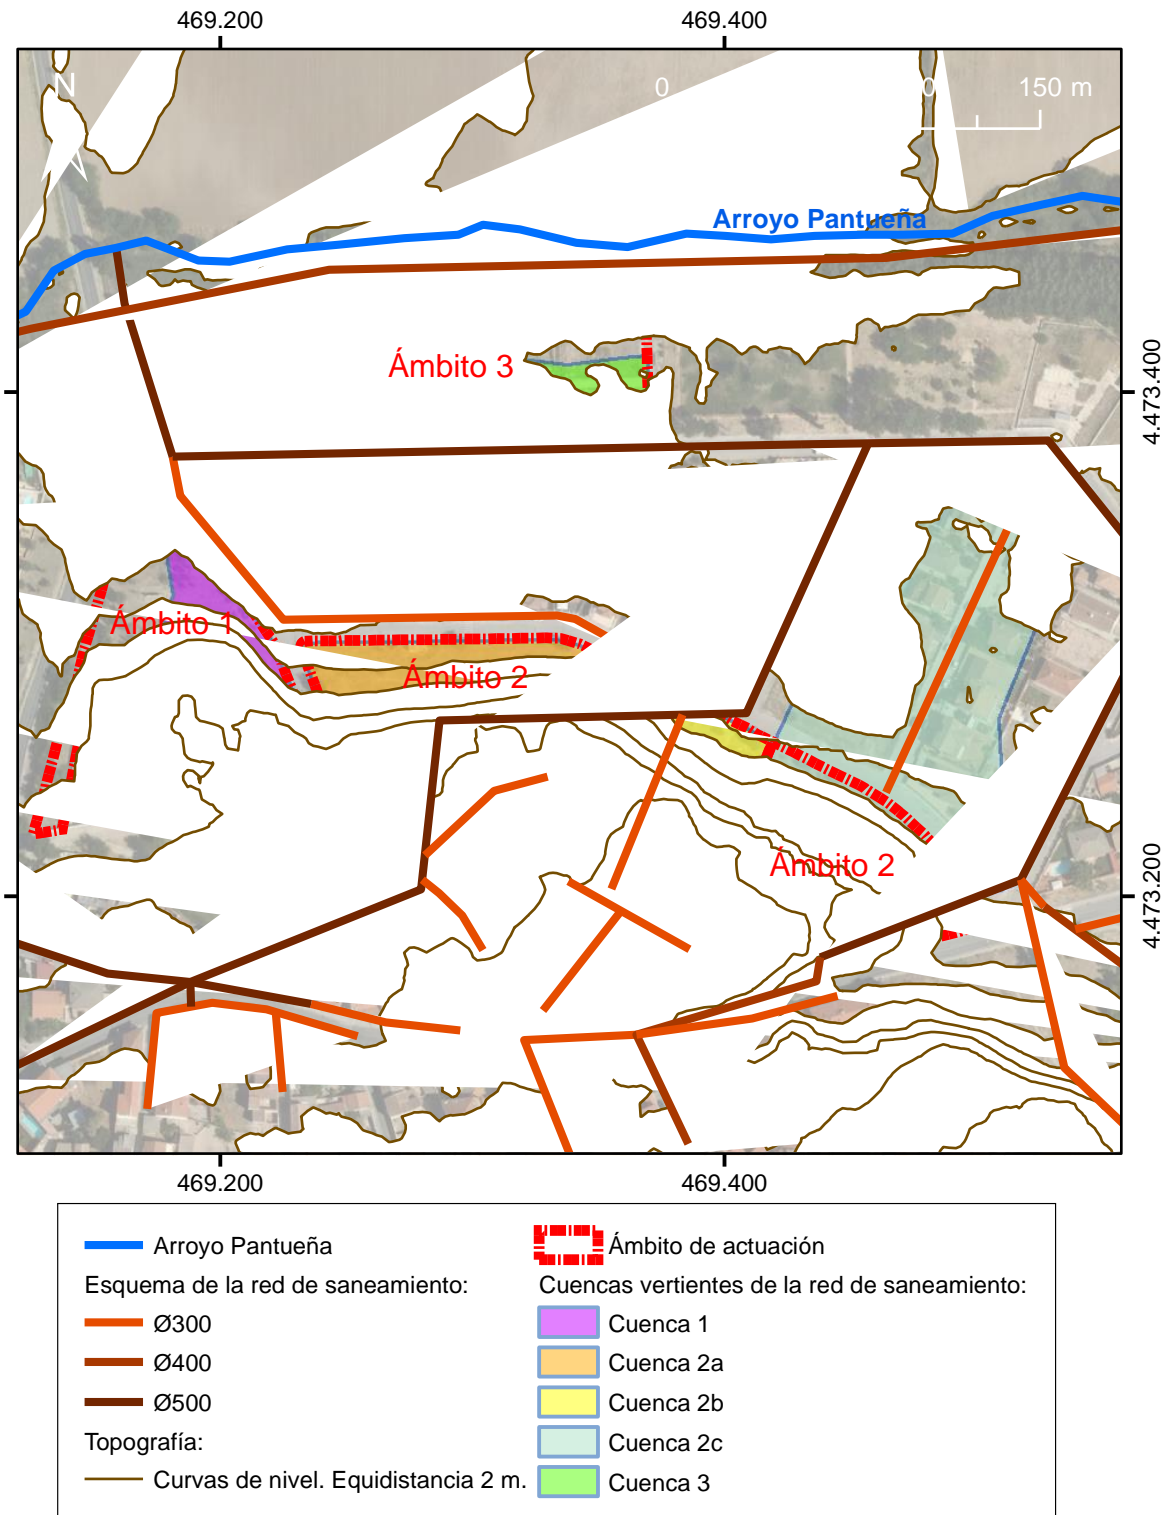 469.200 469.400
N 0 0 150 m
Arroyo Pantueña
Ámbito 3
4.473.400
Ámbito 1
Ámbito 2
Ámbito 2
4.473.200
469.200 469.400
Arroyo Pantueña
Esquema de la red de saneamiento:
Ø300
Ø400
Ø500
Topografía:
Curvas de nivel. Equidistancia 2 m.
Ámbito de actuación
Cuencas vertientes de la red de saneamiento:
Cuenca 1
Cuenca 2a
Cuenca 2b
Cuenca 2c
Cuenca 3